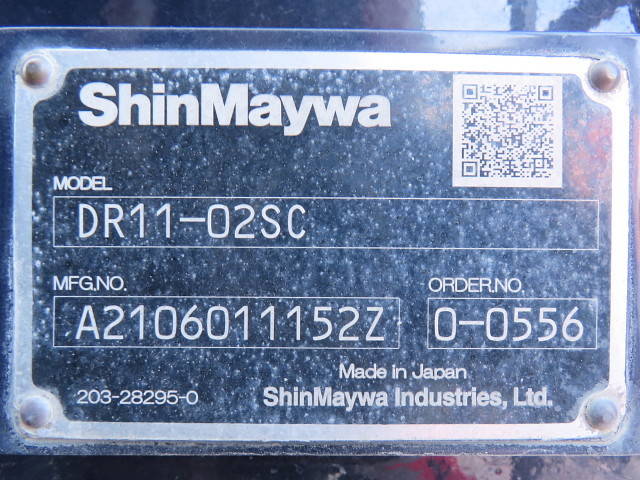 ShinMaywa
MODEL
DR11-02SC
MFG.NO. ORDER.NO.
A2106011152Z 0-0556
Made in Japan
203-28295-0 ShinMaywa Industries, Ltd.